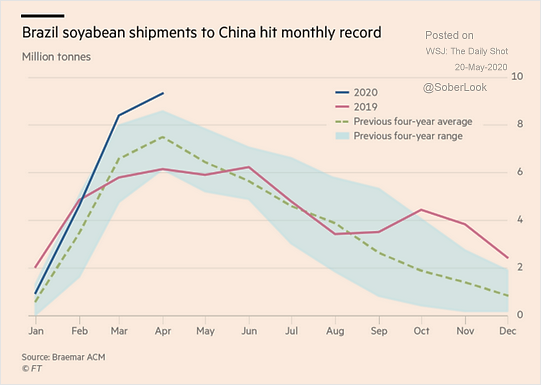 Brazil soyabean shipments to China hit monthly record
Posted on
WSJ: The Daily Shot
20-May-2020
@SoberLook
Million tonnes
10
8
6
4
2
0
2020
2019
Previous four-year average
Previous four-year range
Jan Feb Mar Apr May Jun Jul Aug Sep Oct Nov Dec
Source: Braemar ACM
© FT